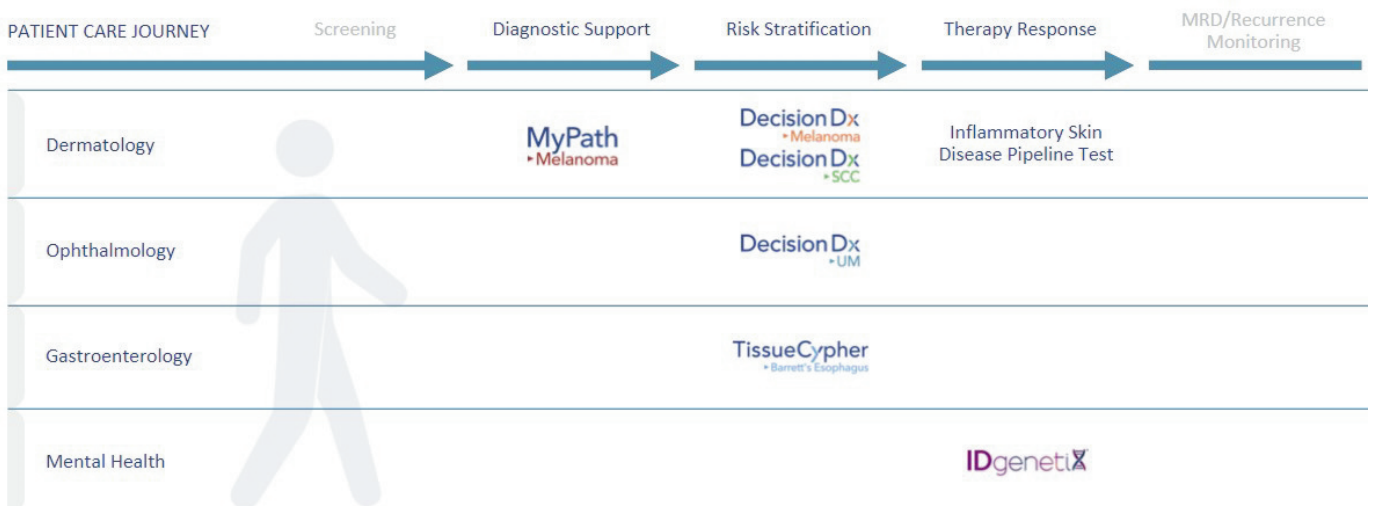 PATIENT CARE JOURNEY
Screening
Diagnostic Support
Risk Stratification
Therapy Response
MRD/Recurrence
Monitoring
Dermatology
MyPath
Melanoma
DecisionDx
Melanoma
DecisionDx
SCC
Inflammatory Skin
Disease Pipeline Test
Ophthalmology
DecisionDx
UM
Gastroenterology
TissueCypher
Barrett's Esophagus
Mental Health
IDgenetiX